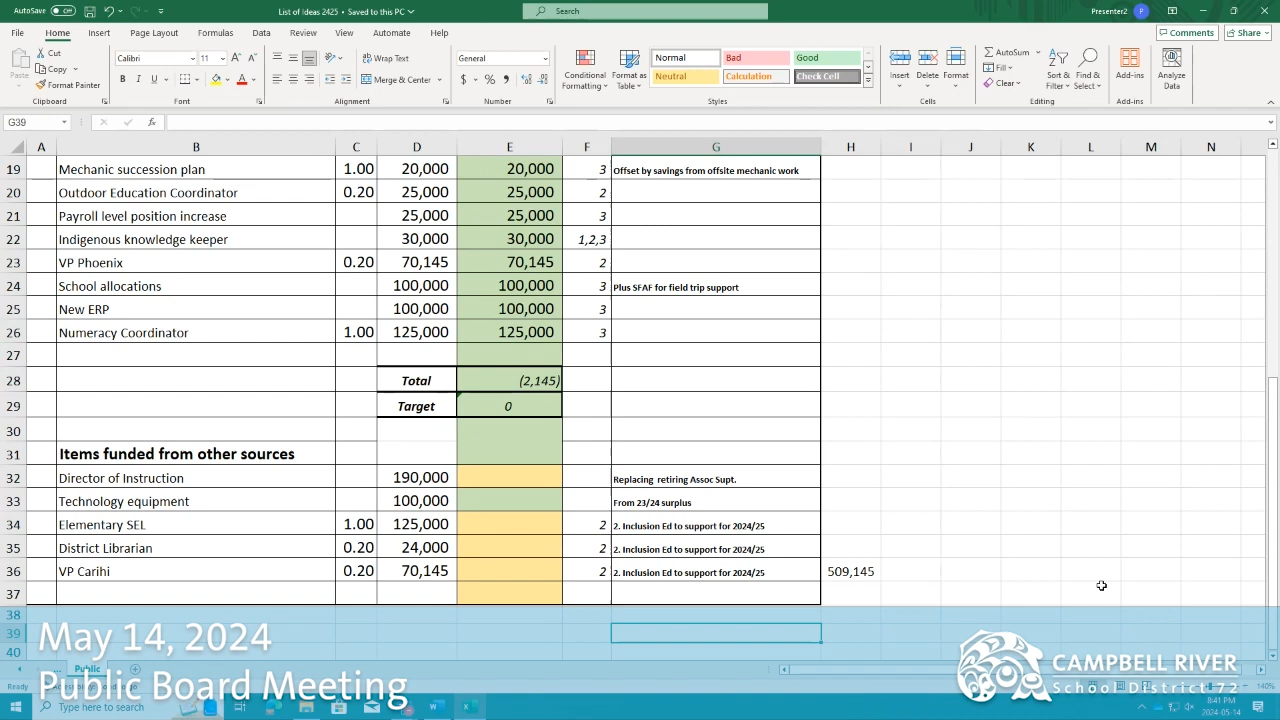 AutoSave Off List of Ideas 2425 • Saved to this PC Search Presenter2 P
File Home Insert Page Layout Formulas Data Review View Automate Help Comments Share
Cut Calibri 11 Wrap Text General Normal Bad Good AutoSum
Copy Neutral Calculation Check Cell Fill
Paste Format Painter B I U Merge & Center $ % Conditional Formatting Format as Table Insert Delete Format Clear Sort & Filter Find & Select Add-ins Analyze Data
Clipboard Font Alignment Number Styles Cells Editing Add-ins
G39 fx
A B C D E F G H I J K L M N
19 Mechanic succession plan 1.00 20,000 20,000 3 Offset by savings from offsite mechanic work
20 Outdoor Education Coordinator 0.20 25,000 25,000 2
21 Payroll level position increase 25,000 25,000 3
22 Indigenous knowledge keeper 30,000 30,000 1,2,3
23 VP Phoenix 0.20 70,145 70,145 2
24 School allocations 100,000 100,000 3 Plus SFAF for field trip support
25 New ERP 100,000 100,000 3
26 Numeracy Coordinator 1.00 125,000 125,000 3
27
28 Total (2,145)
29 Target 0
30
31 Items funded from other sources
32 Director of Instruction 190,000 Replacing retiring Assoc Supt.
33 Technology equipment 100,000 From 23/24 surplus
34 Elementary SEL 1.00 125,000 2 2. Inclusion Ed to support for 2024/25
35 District Librarian 0.20 24,000 2 2. Inclusion Ed to support for 2024/25
36 VP Carihi 0.20 70,145 2 2. Inclusion Ed to support for 2024/25 509,145
37
38
39
40
May 14, 2024
Public Board Meeting
CAMPBELL RIVER
School District 72
... Public
Ready 140%
Type here to search 8:41 PM
2024-05-14